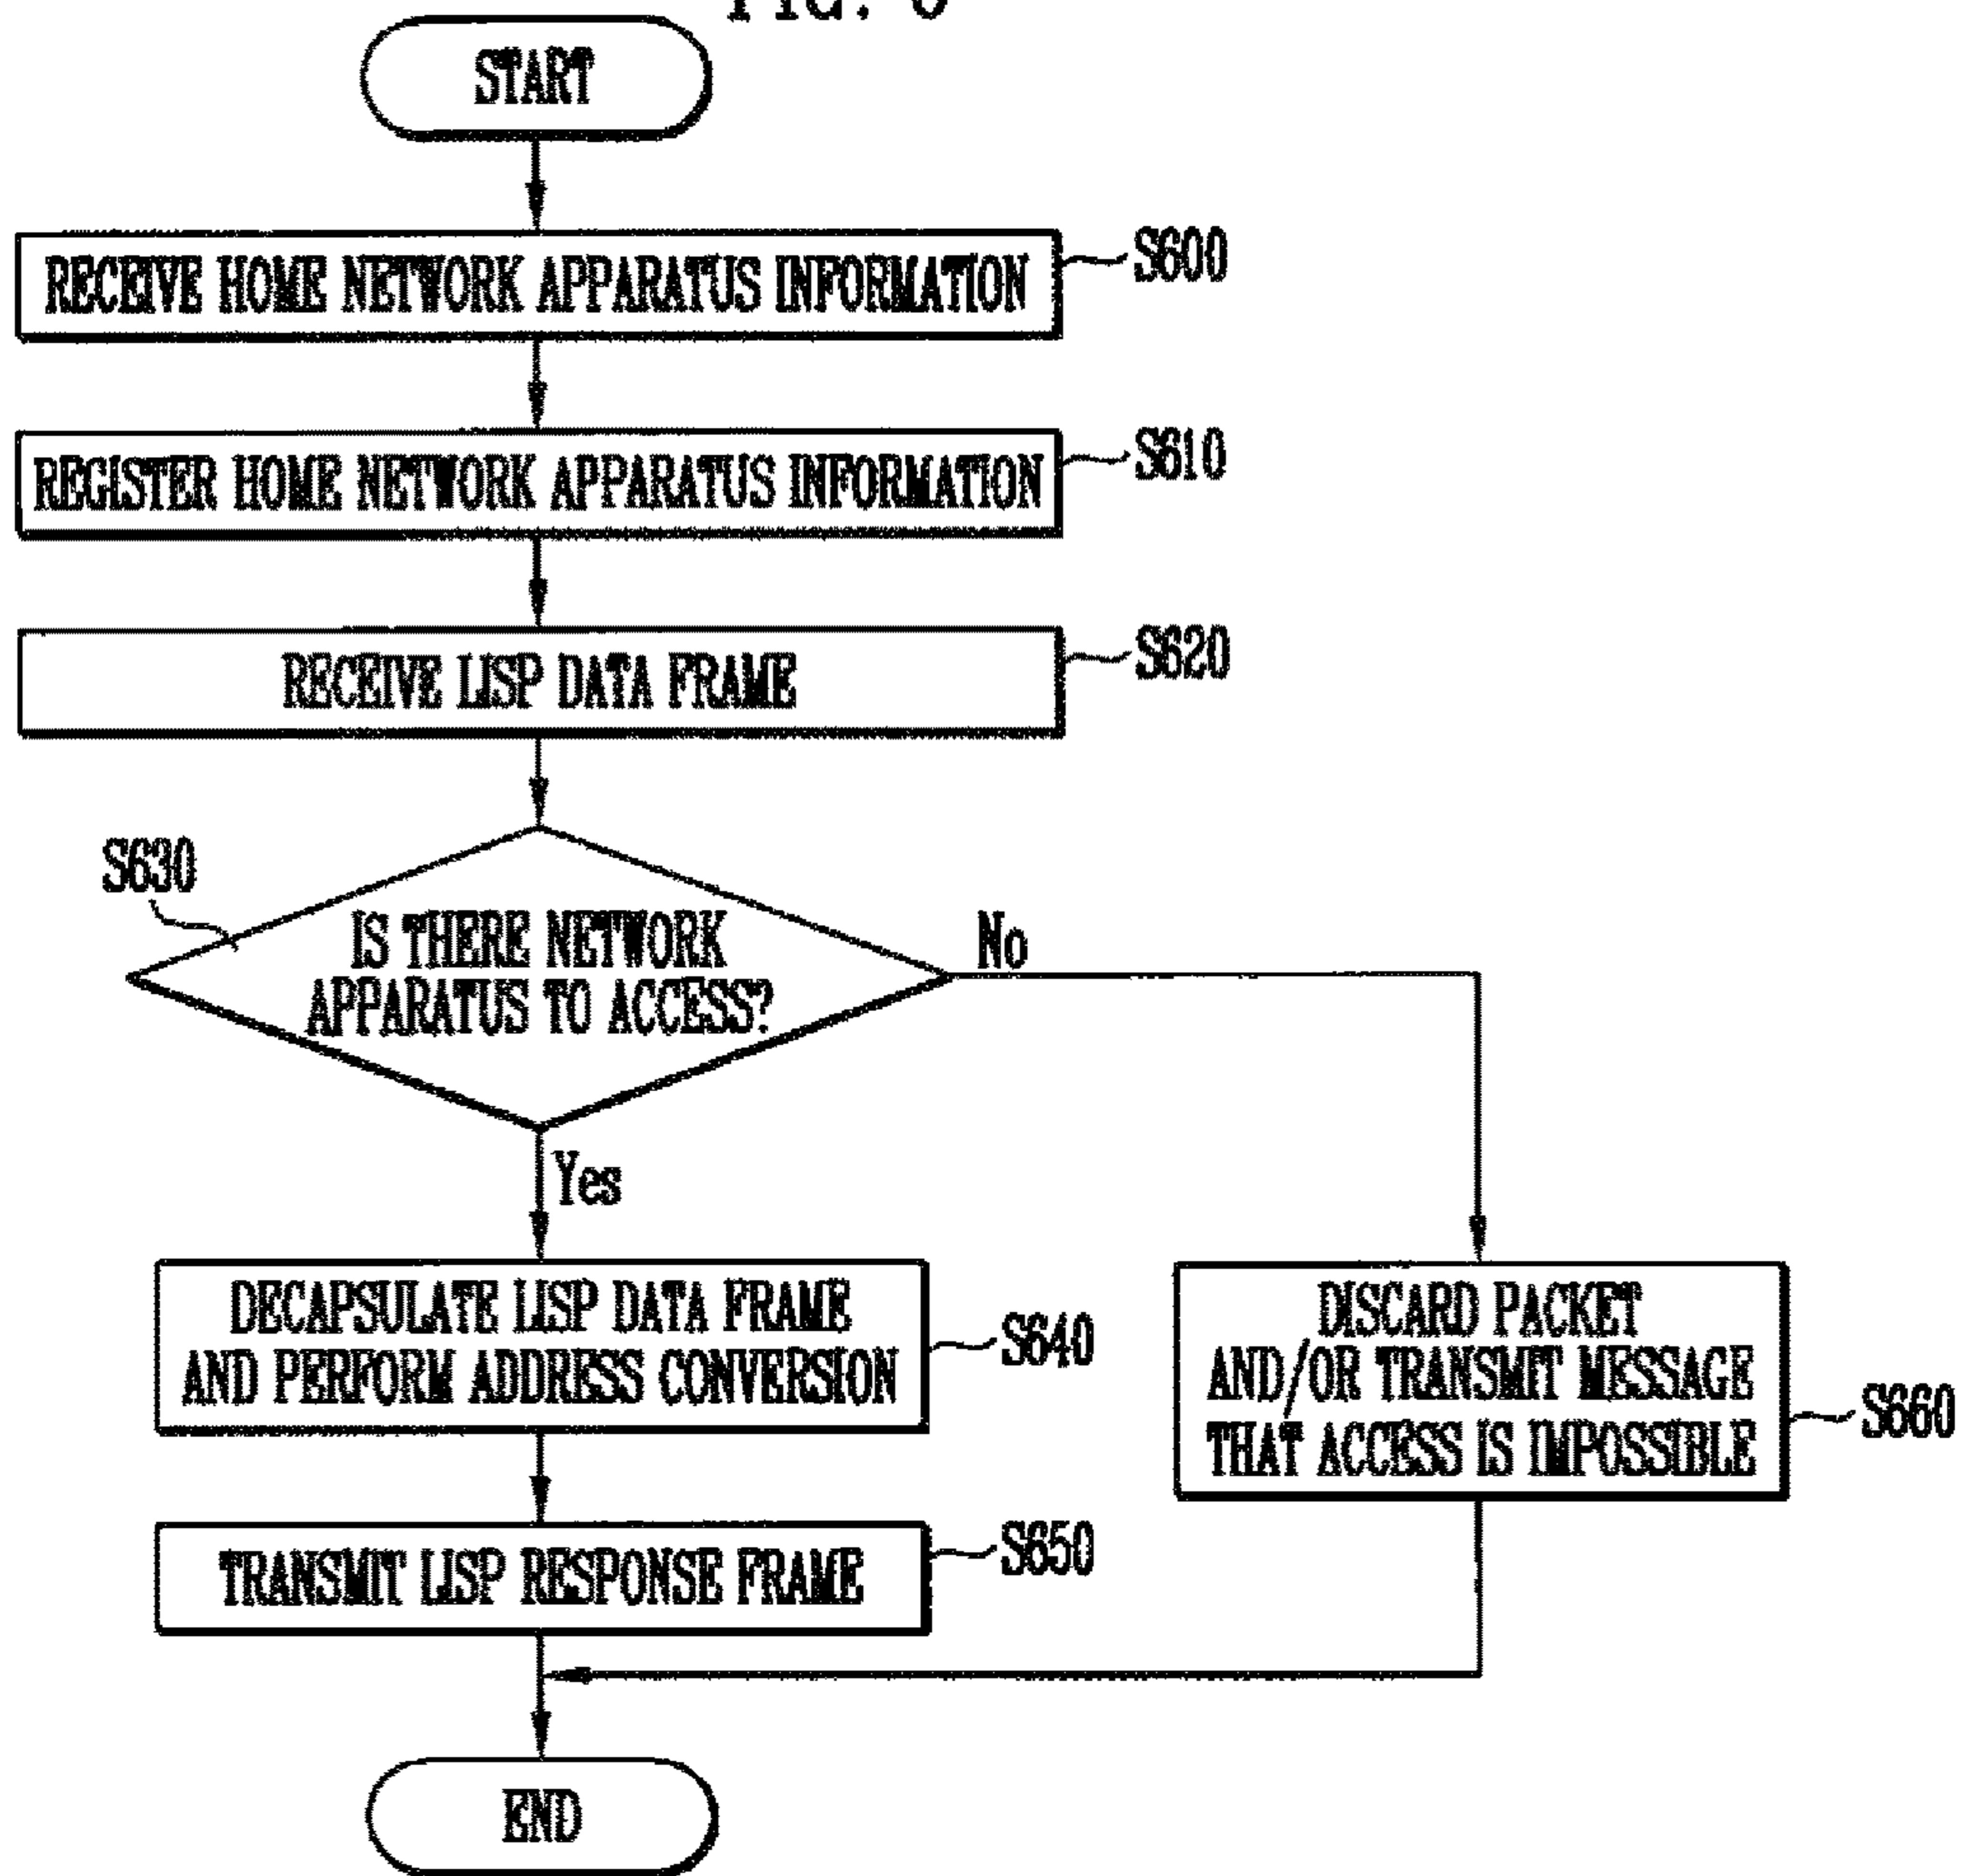 START
RECEIVE HOME NETWORK APPARATUS INFORMATION
S600
REGISTER HOME NETWORK APPARATUS INFORMATION
S610
RECEIVE LISP DATA FRAME
S620
S630
IS THERE NETWORK
APPARATUS TO ACCESS?
No
Yes
DECAPSULATE LISP DATA FRAME
AND PERFORM ADDRESS CONVERSION
S640
DISCARD PACKET
AND/OR TRANSMIT MESSAGE
THAT ACCESS IS IMPOSSIBLE
S660
TRANSMIT LISP RESPONSE FRAME
S650
END